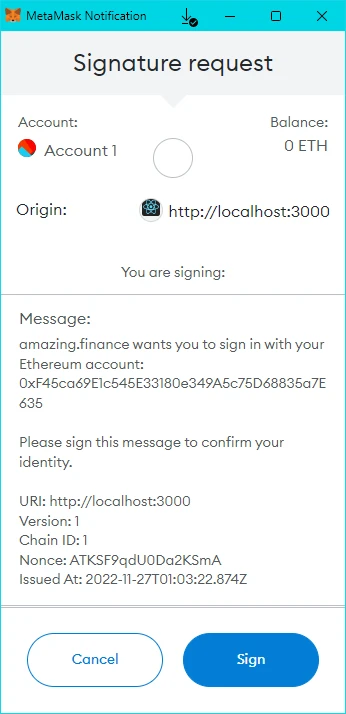 MetaMask Notification
Signature request
Account:
Balance:
Account 1
0 ETH
Origin:
http://localhost:3000
You are signing:
Message:
amazing.finance wants you to sign in with your
Ethereum account:
0xF45ca69E1c545E33180e349A5c75D68835a7E
635
Please sign this message to confirm your
identity.
URI: http://localhost:3000
Version: 1
Chain ID: 1
Nonce: ATKSF9qdU0Da2KSmA
Issued At: 2022-11-27T01:03:22.874Z
Cancel
Sign